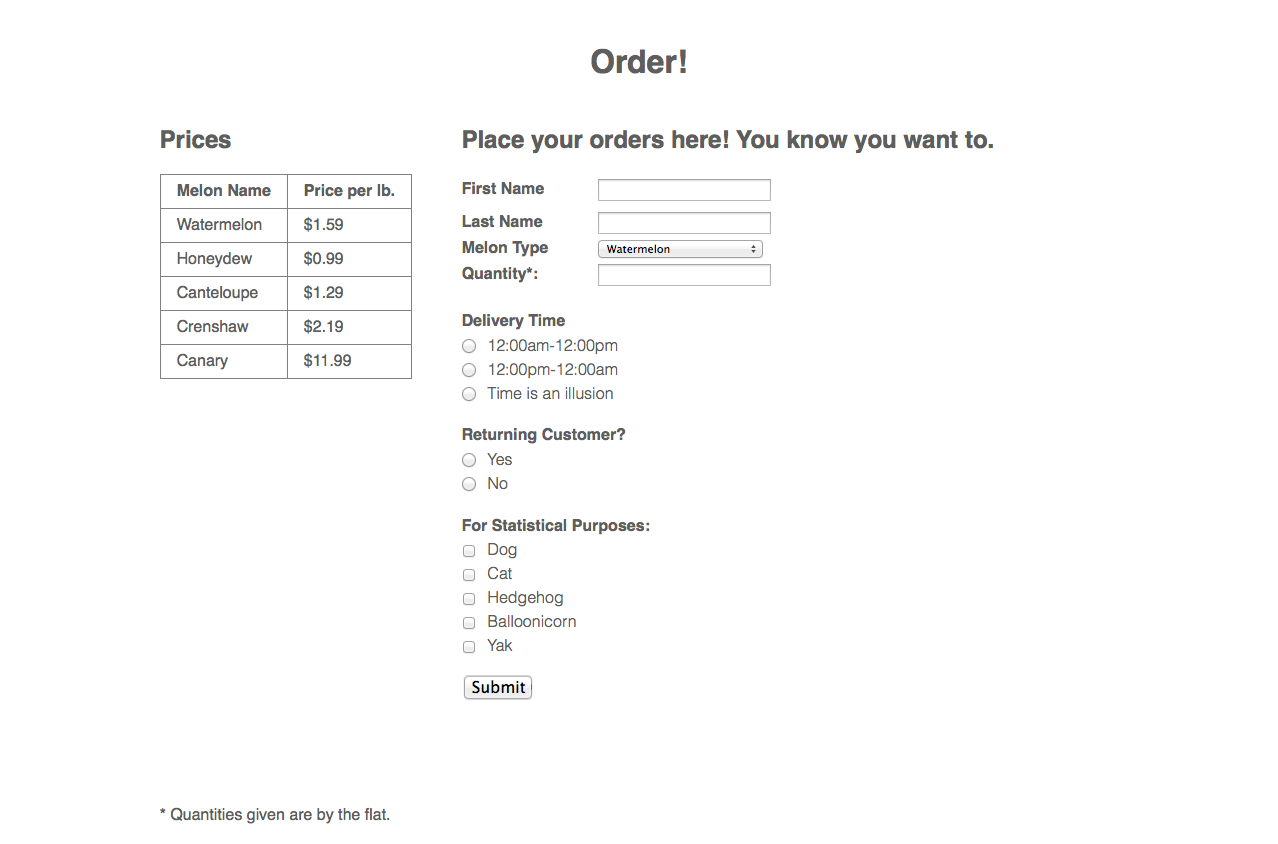 Order!
Prices
Melon Name Price per lb.
Watermelon $1.59
Honeydew $0.99
Canteloupe $1.29
Crenshaw $2.19
Canary $11.99
Place your orders here! You know you want to.
First Name
Last Name
Melon Type Watermelon
Quantity*:
Delivery Time
12:00am-12:00pm
12:00pm-12:00am
Time is an illusion
Returning Customer?
Yes
No
For Statistical Purposes:
Dog
Cat
Hedgehog
Balloonicorn
Yak
Submit
* Quantities given are by the flat.